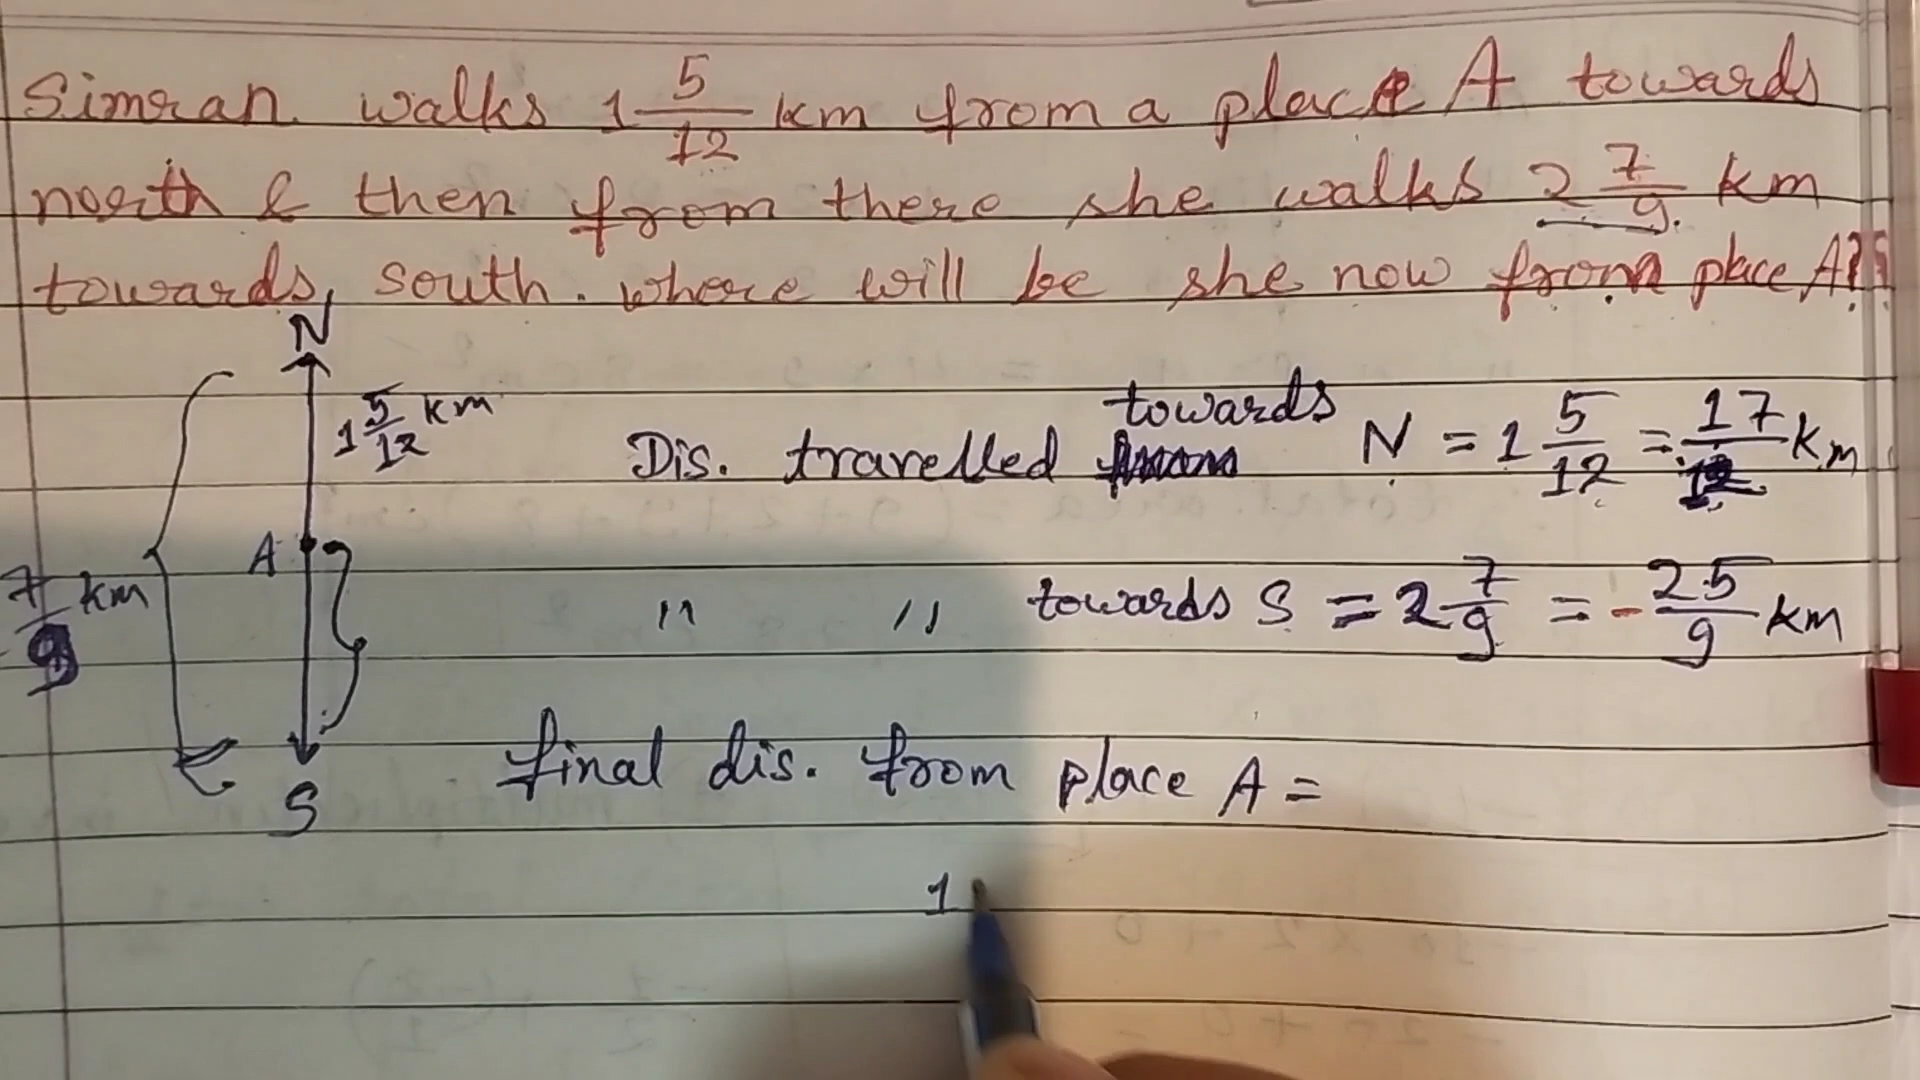 Simran walks 1 5/12 km from a place A towards
north & then from there she walks 2 7/9 km
towards south. where will be she now from place A?
N
1 5/12 km
Dis. travelled towards N = 1 5/12 = 17/12 km
A
7/9 km
" " towards S = 2 7/9 = - 25/9 km
final dis. from place A =
S
1